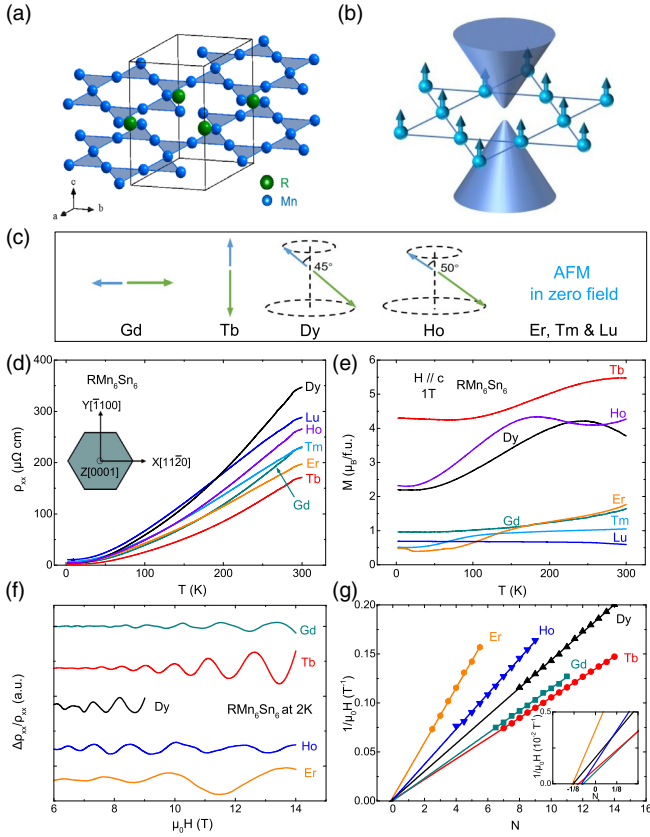 (a)
(b)
c
a
b
R
Mn
(c)
45°
50°
AFM
in zero field
Gd
Tb
Dy
Ho
Er, Tm & Lu
(d)
(e)
ρxx (μΩ cm)
400
300
200
100
0
RMn6Sn6
Y[1̅100]
Z[0001]
X[112̅0]
Dy
Lu
Ho
Tm
Er
Tb
Gd
100
200
300
T (K)
M (μB/f.u.)
6
5
4
3
2
1
0
H // c
1T
RMn6Sn6
Tb
Ho
Dy
Er
Gd
Tm
Lu
0
100
200
300
T (K)
(f)
(g)
Δρxx/ρxx (a.u.)
Gd
Tb
Dy
RMn6Sn6 at 2K
Ho
Er
6
8
10
12
14
μ0H (T)
1/μ0H (T-1)
0.20
0.15
0.10
0.05
0.00
Er
Ho
Dy
Gd
Tb
1/μ0H (10-2 T-1)
0.5
0.0
-1/8
0
1/8
N
0
2
4
6
8
10
12
14
16
N